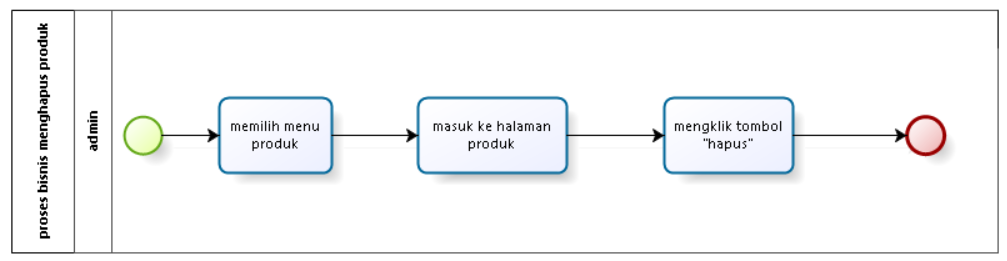 proses bisnis menghapus produk
admin
memilih menu
produk
masuk ke halaman
produk
mengklik tombol
"hapus"